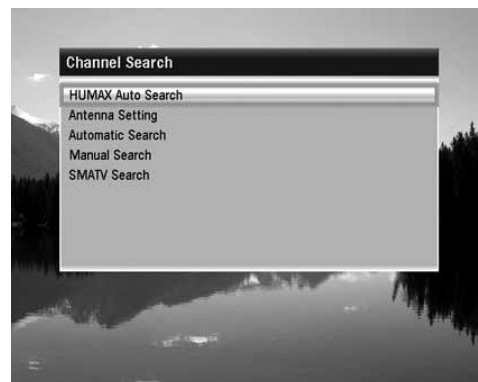 Channel Search
HUMAX Auto Search
Antenna Setting
Automatic Search
Manual Search
SMATV Search